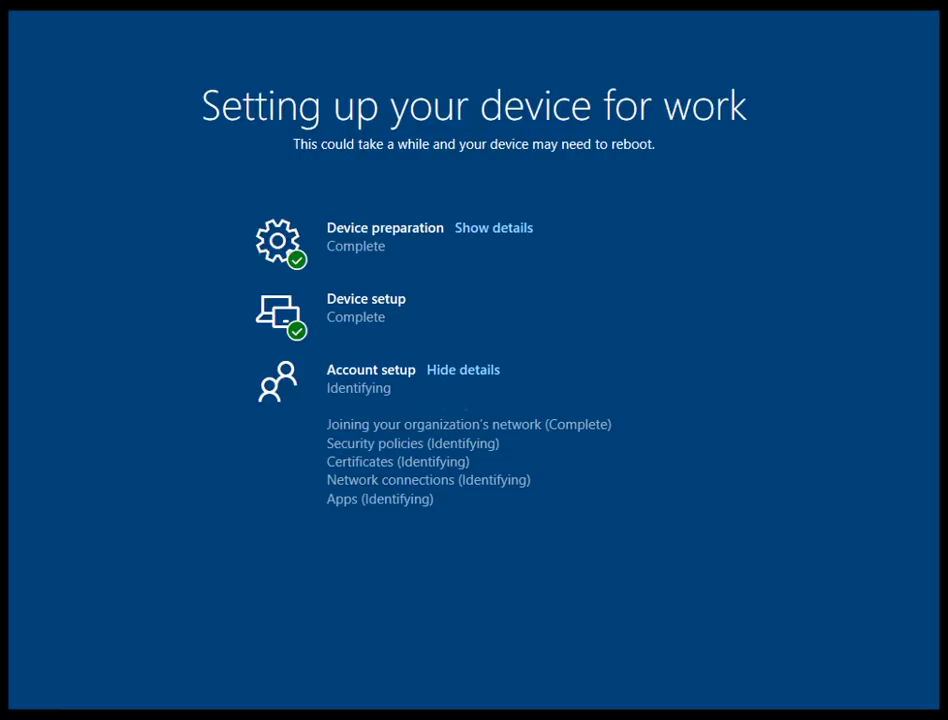 Setting up your device for work
This could take a while and your device may need to reboot.
Device preparation Show details
Complete
Device setup
Complete
Account setup Hide details
Identifying
Joining your organization's network (Complete)
Security policies (Identifying)
Certificates (Identifying)
Network connections (Identifying)
Apps (Identifying)